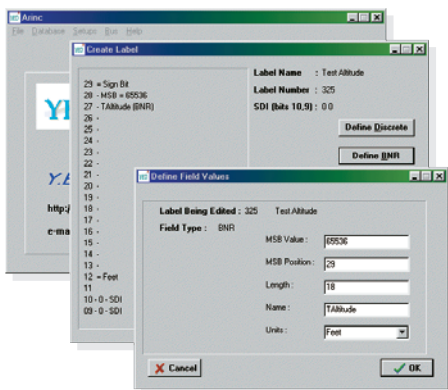 Arinc
File Database Setups Bus Help
Create Label
29 = Sign Bit
28 - MSB = 65536
27 - TAltitude (BNR)
26 -
25 -
24 -
23 -
22 -
21 -
20 -
19 -
18 -
17 -
16 -
15 -
14 -
13 -
12 = Feet
11
10 - 0 - SDI
09 - 0 - SDI
Label Name : Test Altitude
Label Number : 325
SDI (bits 10,9) : 0 0
Define Discrete
Define BNR
http:/
e-ma
Define Field Values
Label Being Edited : 325 Test Altitude
Field Type : BNR
MSB Value : 65536
MSB Position : 29
Length : 18
Name : TAltitude
Units : Feet
Cancel
OK